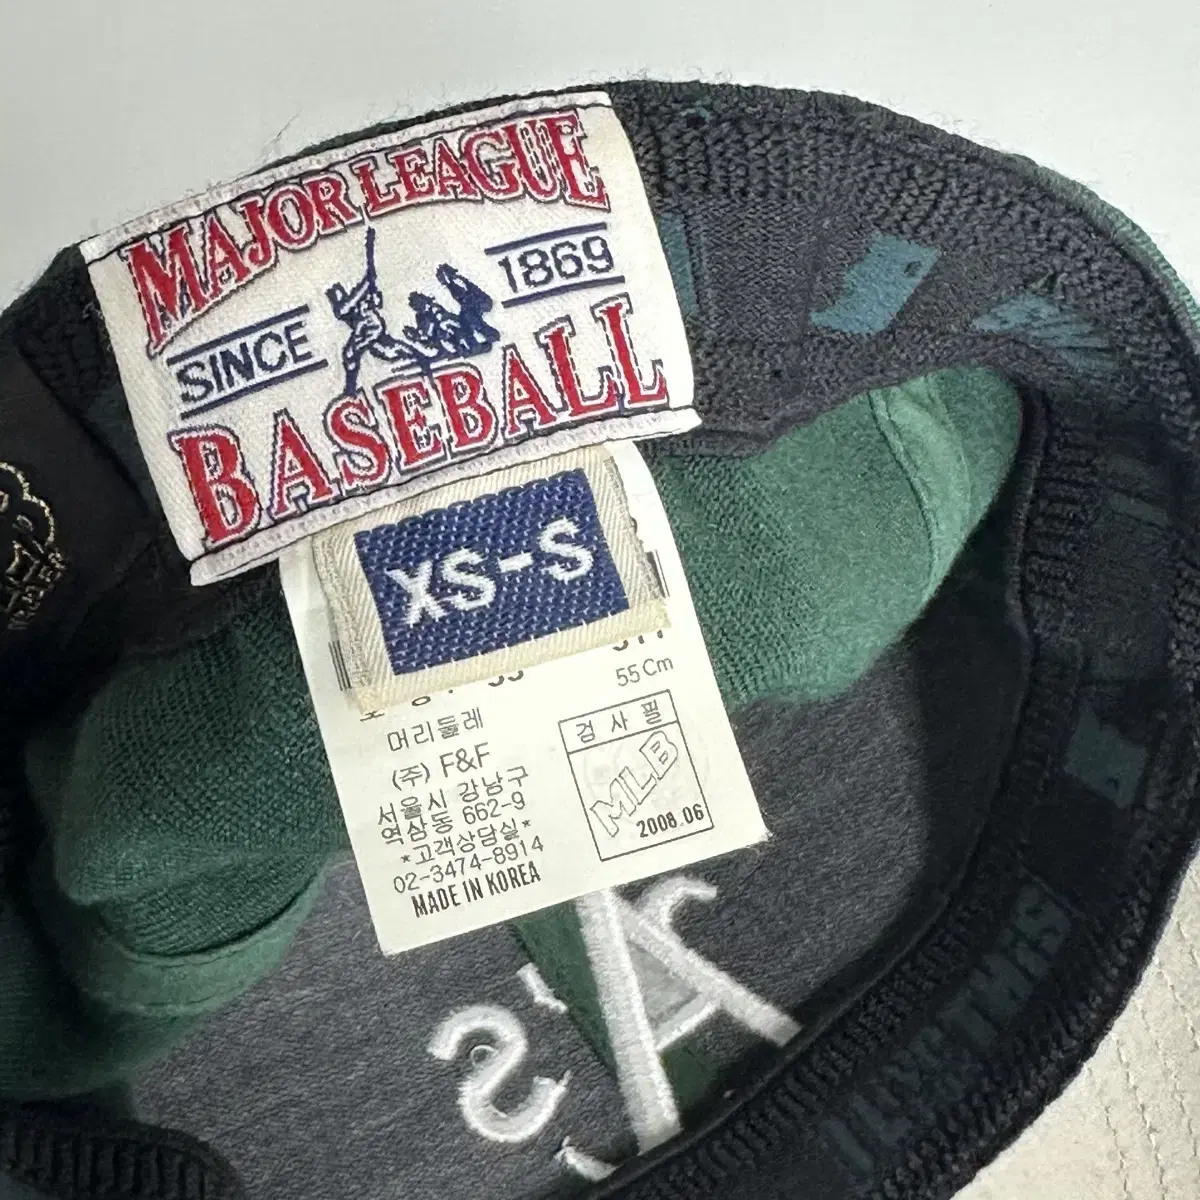 MAJOR LEAGUE
SINCE 1869
BASEBALL
XS-S
55Cm
머리둘레
(주) F&F
서울시 강남구
역삼동 662-9
*고객상담실*
02-3474-8914
MADE IN KOREA
검사필
MLB
2008.06
A's